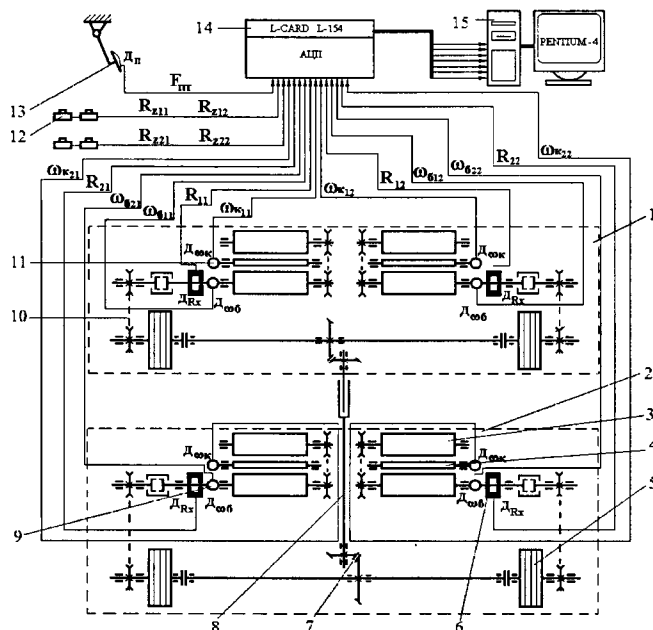 14
L-CARD L-154
АЦП
15
PENTIUM-4
Дп
13
Fпт
12
Rz11
Rz12
Rz21
Rz22
ωк21
R21
ωб21
ωб11
R11
ωк11
ωк12
R12
ωб12
ωб22
R22
ωк22
1
11
Дωк
Дωк
ДRx
Дωб
Дωб
ДRx
10
2
3
4
Дωк
Дωк
5
ДRx
Дωб
Дωб
ДRx
9
8
7
6